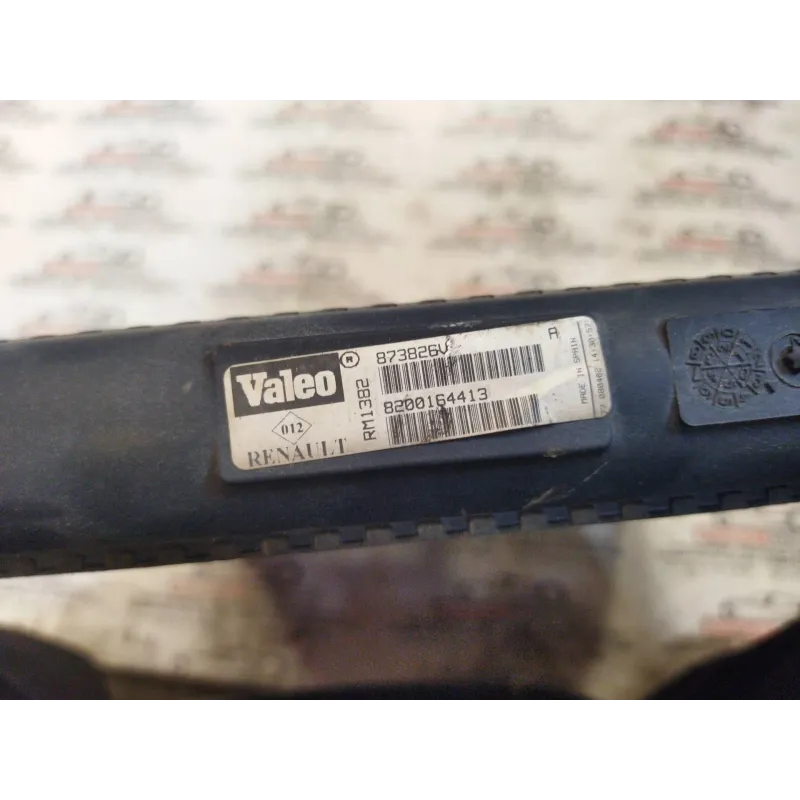 Valeo ®
012
RENAULT
RM1382
873826V
A
8200164413
MADE IN SPAIN